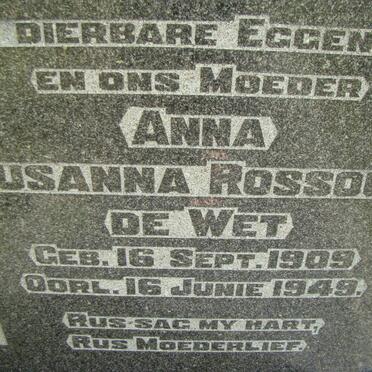 DIERBARE EGGEN
EN ONS MOEDER
ANNA
USANNA ROSSO
DE WET
GEB. 16 SEPT. 1909
OORL. 16 JUNIE 1949.
RUS SAG MY HART,
RUS MOEDERLIEF.